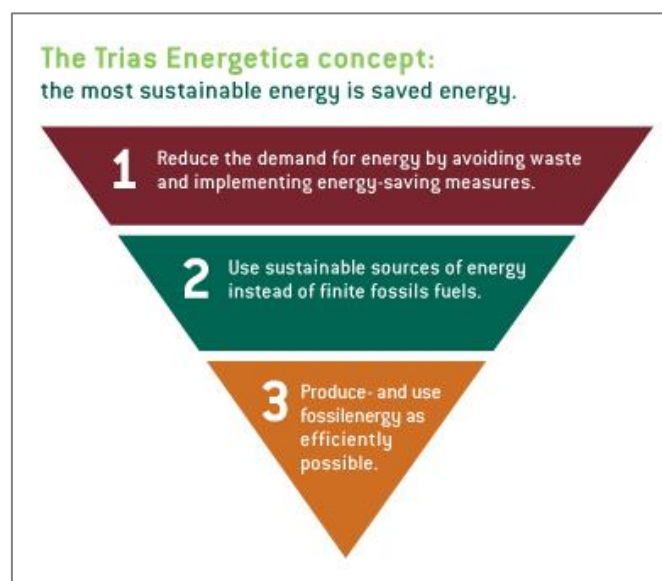 The Trias Energetica concept:
the most sustainable energy is saved energy.
1 Reduce the demand for energy by avoiding waste
and implementing energy-saving measures.
2 Use sustainable sources of energy
instead of finite fossils fuels.
3 Produce- and use
fossilenergy as
efficiently
possible.